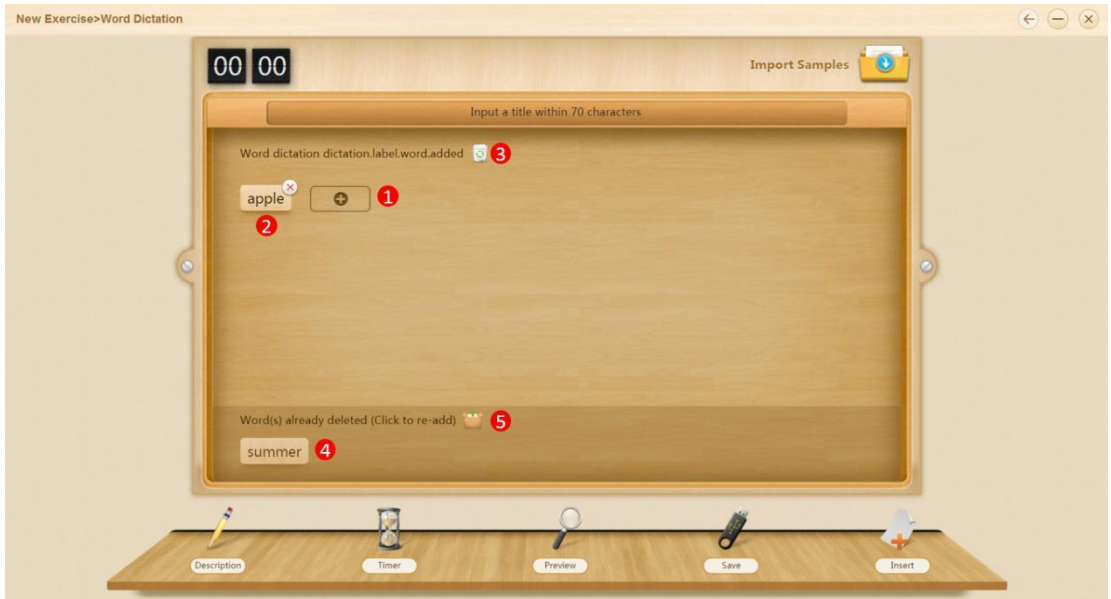 New Exercise>Word Dictation
00 00
Import Samples
Input a title within 70 characters
Word dictation dictation.label.word.added 3
apple 1
2
Word(s) already deleted (Click to re-add) 5
summer 4
Description Timer Preview Save Insert